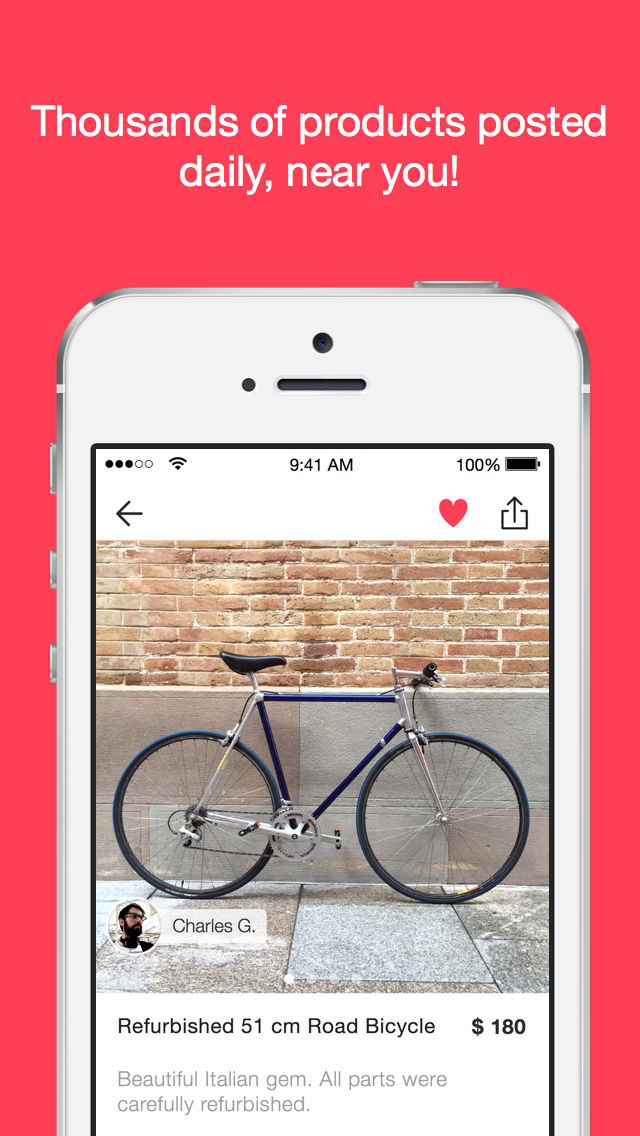 Thousands of products posted
daily, near you!
9:41 AM
100%
Charles G.
Refurbished 51 cm Road Bicycle
$ 180
Beautiful Italian gem. All parts were
carefully refurbished.